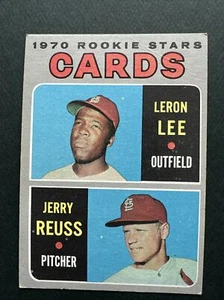 1970 ROOKIE STARS
CARDS
LERON
LEE
OUTFIELD
JERRY
REUSS
PITCHER